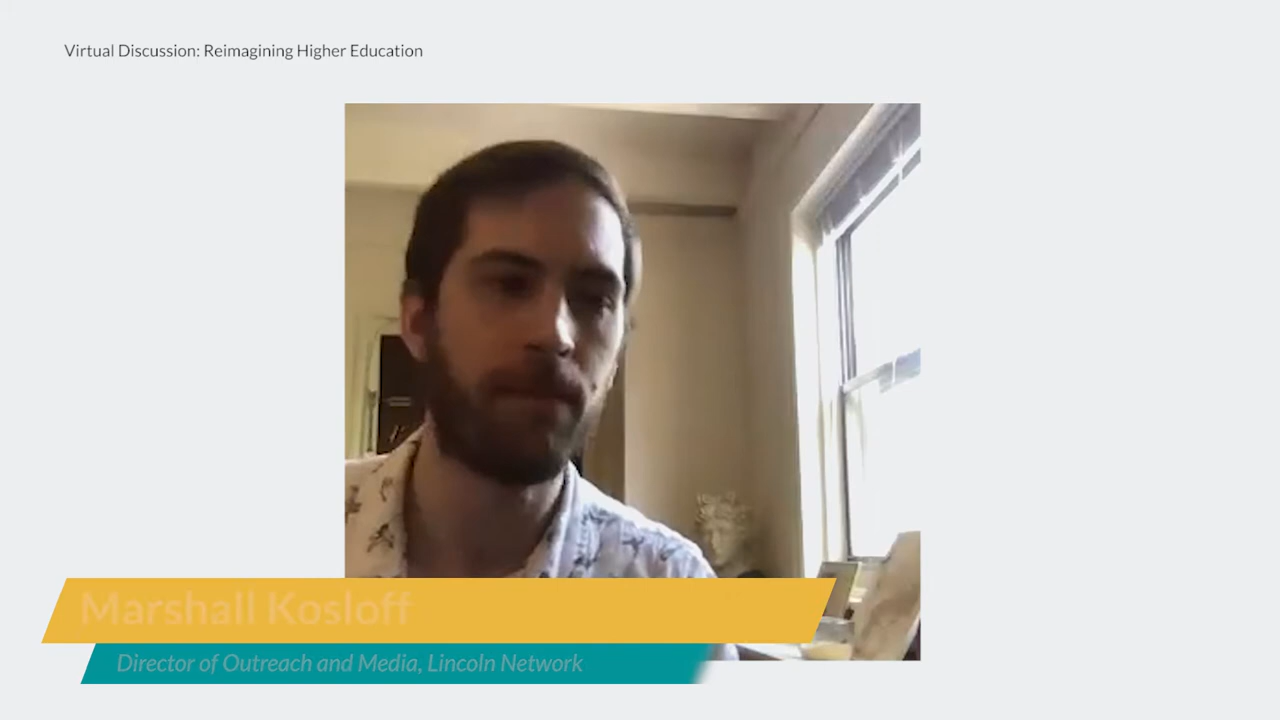 Virtual Discussion: Reimagining Higher Education
Marshall Kosloff
Director of Outreach and Media, Lincoln Network